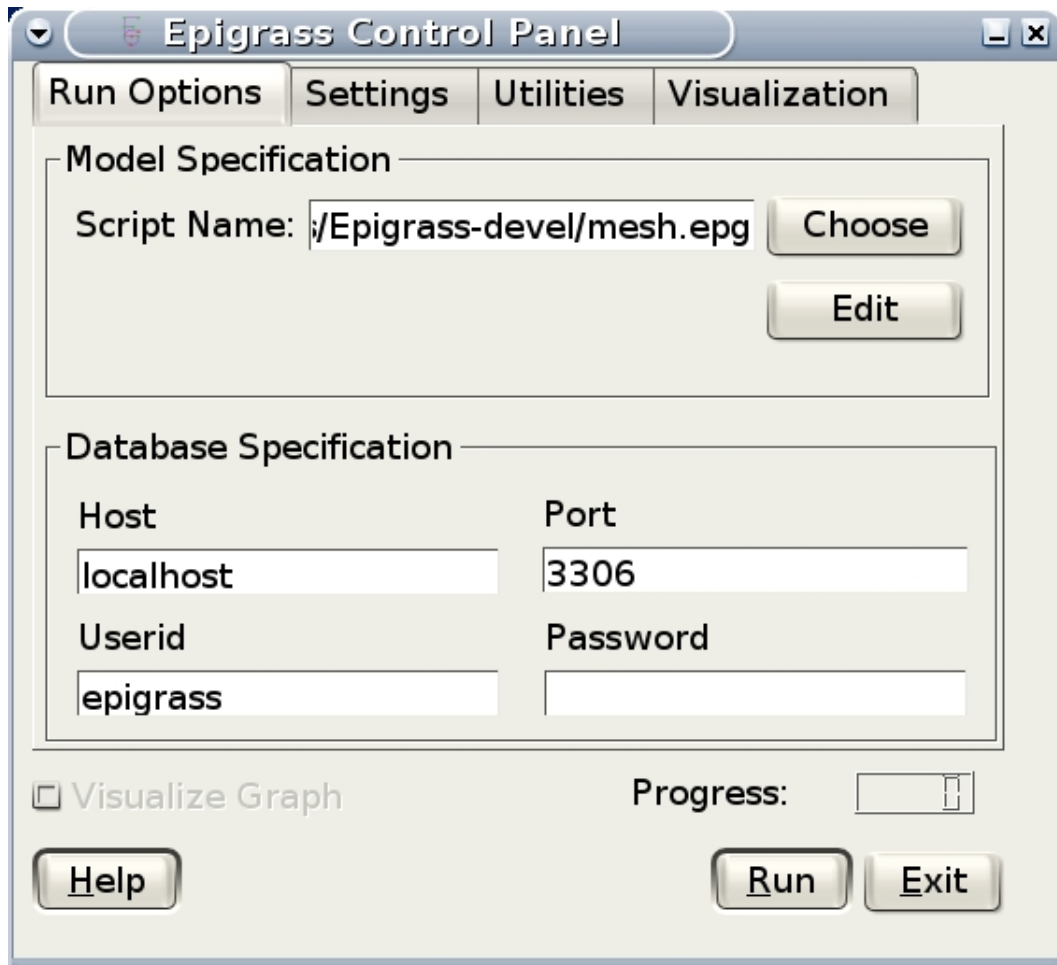 Epigrass Control Panel
Run Options Settings Utilities Visualization
Model Specification
Script Name: /Epigrass-devel/mesh.epg Choose
Edit
Database Specification
Host Port
localhost 3306
Userid Password
epigrass
Visualize Graph Progress: 0
Help Run Exit